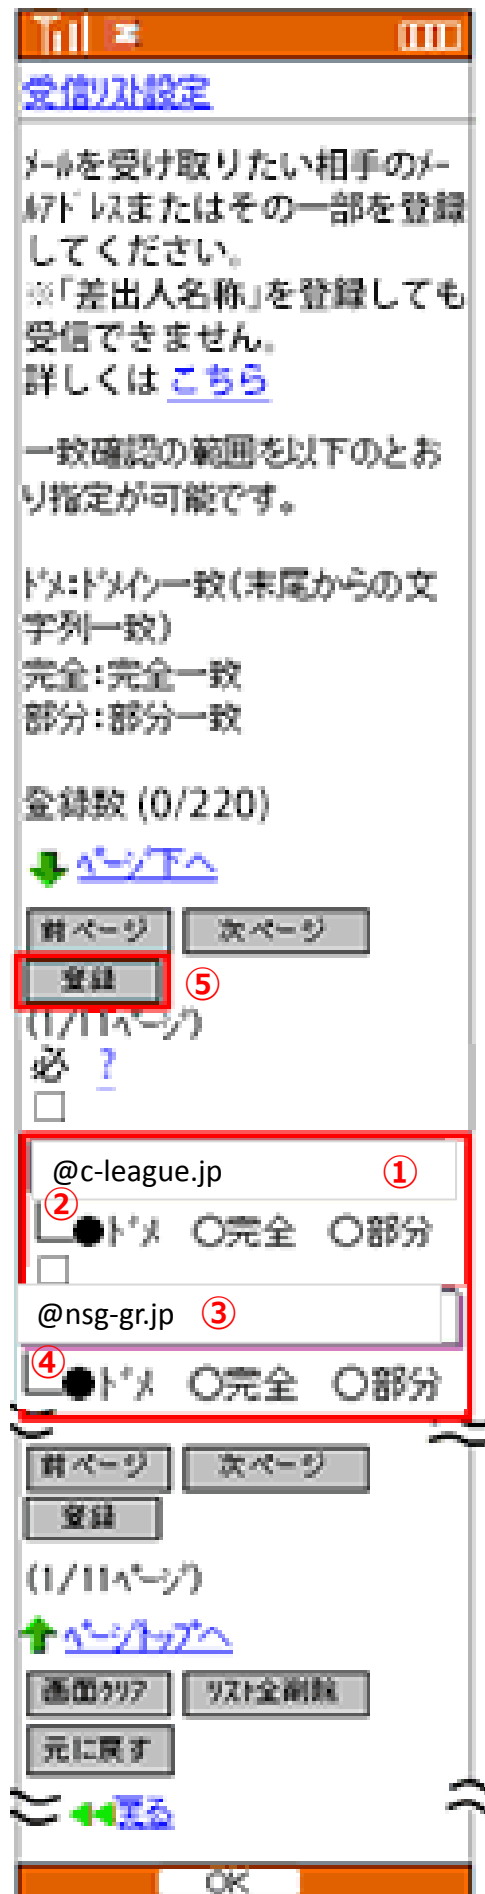 受信ﾘｽﾄ設定
ﾒｰﾙを受け取りたい相手のﾒｰ
ﾙｱﾄﾞﾚｽまたはその一部を登録
してください。
※｢差出人名称｣を登録しても
受信できません。
詳しくは こちら
一致確認の範囲を以下のとお
り指定が可能です。
ﾄﾞﾒ:ﾄﾞﾒｲﾝ一致(末尾からの文
字列一致)
完全:完全一致
部分:部分一致
登録数 (0/220)
ﾍﾟｰｼﾞ下へ
前ページ 次ページ
登録 ⑤
(1/11ﾍﾟｰｼﾞ)
必 ?
@c-league.jp ①
②
●ﾄﾞﾒ ○完全 ○部分
@nsg-gr.jp ③
④
●ﾄﾞﾒ ○完全 ○部分
前ページ 次ページ
登録
(1/11ﾍﾟｰｼﾞ)
ﾍﾟｰｼﾞﾄｯﾌﾟへ
画面ｸﾘｱ ﾘｽﾄ全削除
元に戻す
戻る
OK